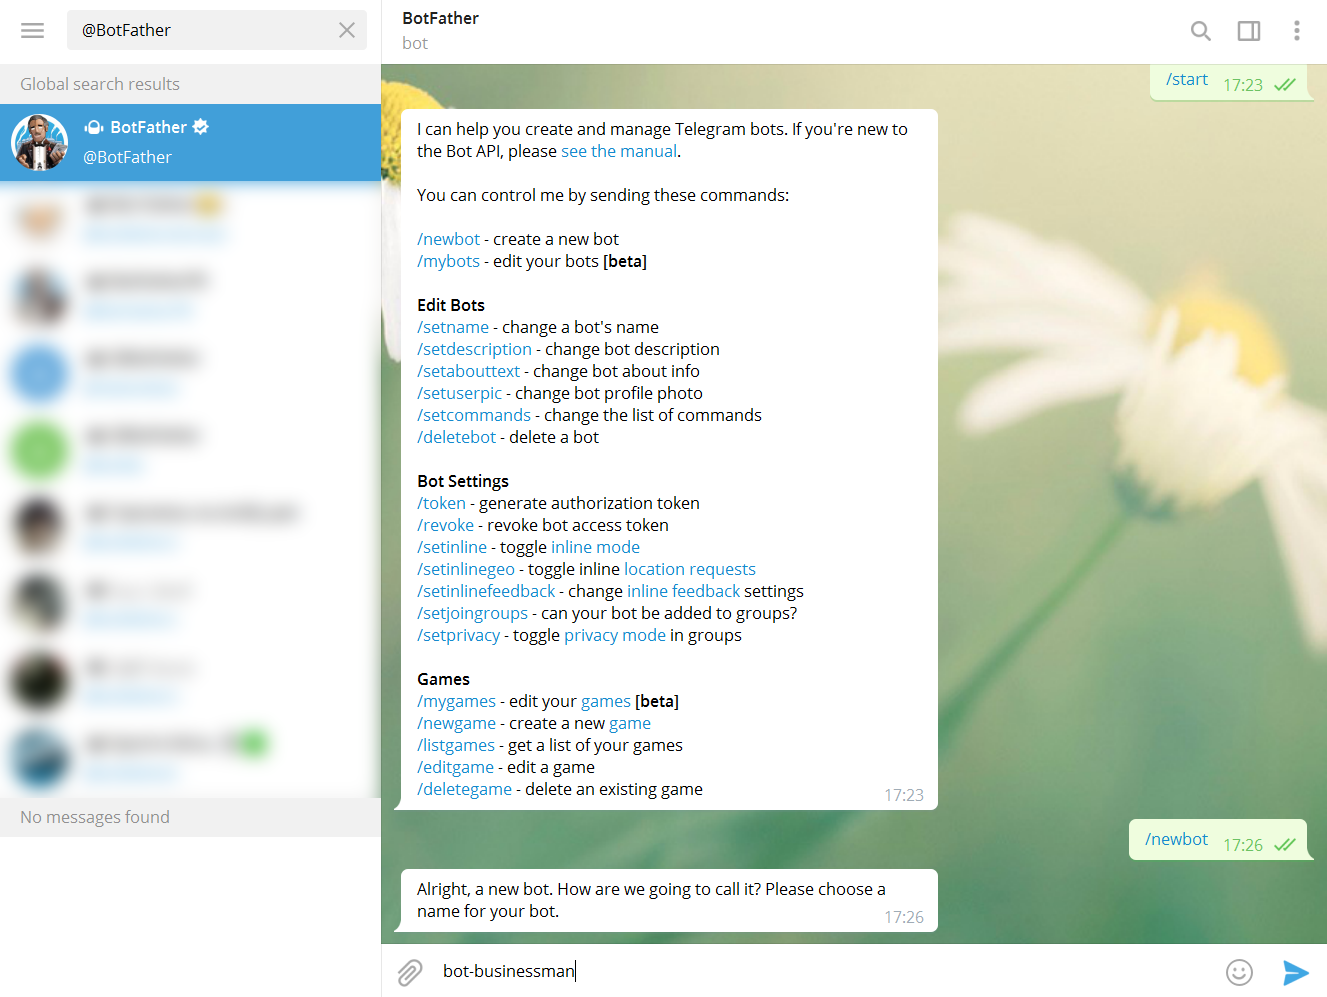 @BotFather
Global search results
BotFather
@BotFather
No messages found
BotFather
bot
/start 17:23
I can help you create and manage Telegram bots. If you're new to
the Bot API, please see the manual.
You can control me by sending these commands:
/newbot - create a new bot
/mybots - edit your bots [beta]
Edit Bots
/setname - change a bot's name
/setdescription - change bot description
/setabouttext - change bot about info
/setuserpic - change bot profile photo
/setcommands - change the list of commands
/deletebot - delete a bot
Bot Settings
/token - generate authorization token
/revoke - revoke bot access token
/setinline - toggle inline mode
/setinlinegeo - toggle inline location requests
/setinlinefeedback - change inline feedback settings
/setjoingroups - can your bot be added to groups?
/setprivacy - toggle privacy mode in groups
Games
/mygames - edit your games [beta]
/newgame - create a new game
/listgames - get a list of your games
/editgame - edit a game
/deletegame - delete an existing game
17:23
/newbot 17:26
Alright, a new bot. How are we going to call it? Please choose a
name for your bot.
17:26
bot-businessman